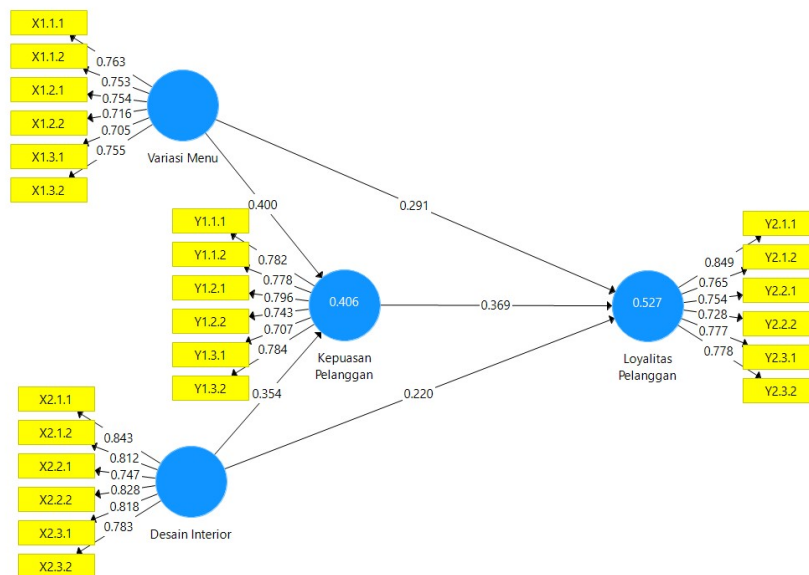 X1.1.1
X1.1.2
X1.2.1
X1.2.2
X1.3.1
X1.3.2
0.763
0.753
0.754
0.716
0.705
0.755
Variasi Menu
0.400
0.291
Y1.1.1
Y1.1.2
Y1.2.1
Y1.2.2
Y1.3.1
Y1.3.2
0.782
0.778
0.796
0.743
0.707
0.784
0.406
Kepuasan
Pelanggan
0.369
0.527
Loyalitas
Pelanggan
0.849
0.765
0.754
0.728
0.777
0.778
Y2.1.1
Y2.1.2
Y2.2.1
Y2.2.2
Y2.3.1
Y2.3.2
0.354
0.220
X2.1.1
X2.1.2
X2.2.1
X2.2.2
X2.3.1
X2.3.2
0.843
0.812
0.747
0.828
0.818
0.783
Desain Interior